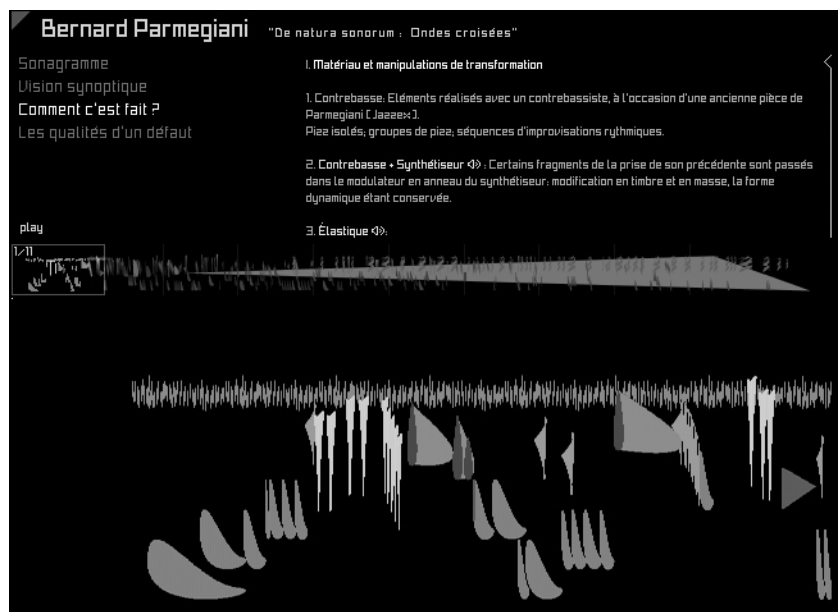 Bernard Parmegiani "De natura sonorum : Ondes croisées"
Sonagramme
Vision synoptique
Comment c'est fait ?
Les qualités d'un défaut
I. Matériau et manipulations de transformation
1. Contrebasse: Eléments réalisés avec un contrebassiste, à l'occasion d'une ancienne pièce de
Parmegiani [Jazzex].
Pizz isolés; groupes de pizz; séquences d'improvisations rythmiques.
2. Contrebasse + Synthétiseur : Certains fragments de la prise de son précédente sont passés
dans le modulateur en anneau du synthétiseur: modification en timbre et en masse, la forme
dynamique étant conservée.
3. Élastique :
play
1/11